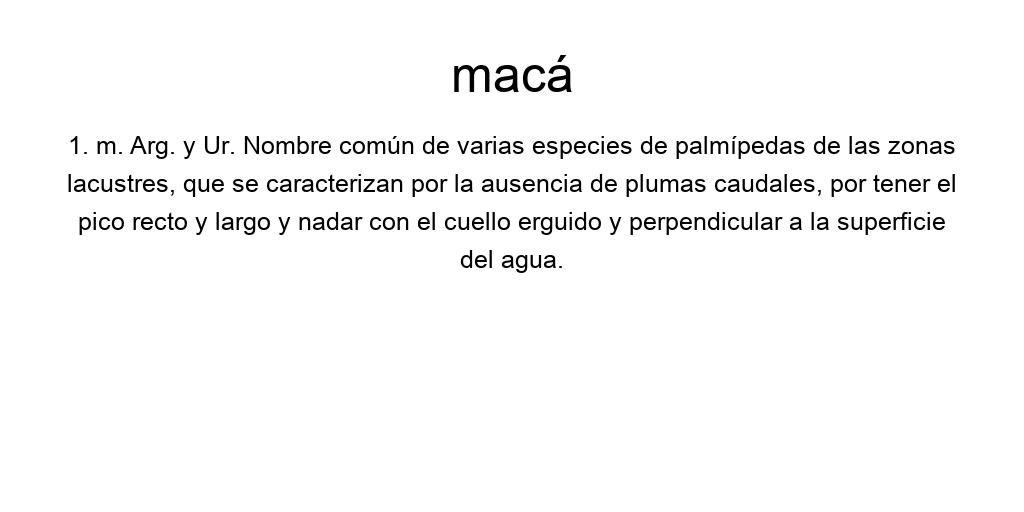 macá
1. m. Arg. y Ur. Nombre común de varias especies de palmípedas de las zonas
lacustres, que se caracterizan por la ausencia de plumas caudales, por tener el
pico recto y largo y nadar con el cuello erguido y perpendicular a la superficie
del agua.